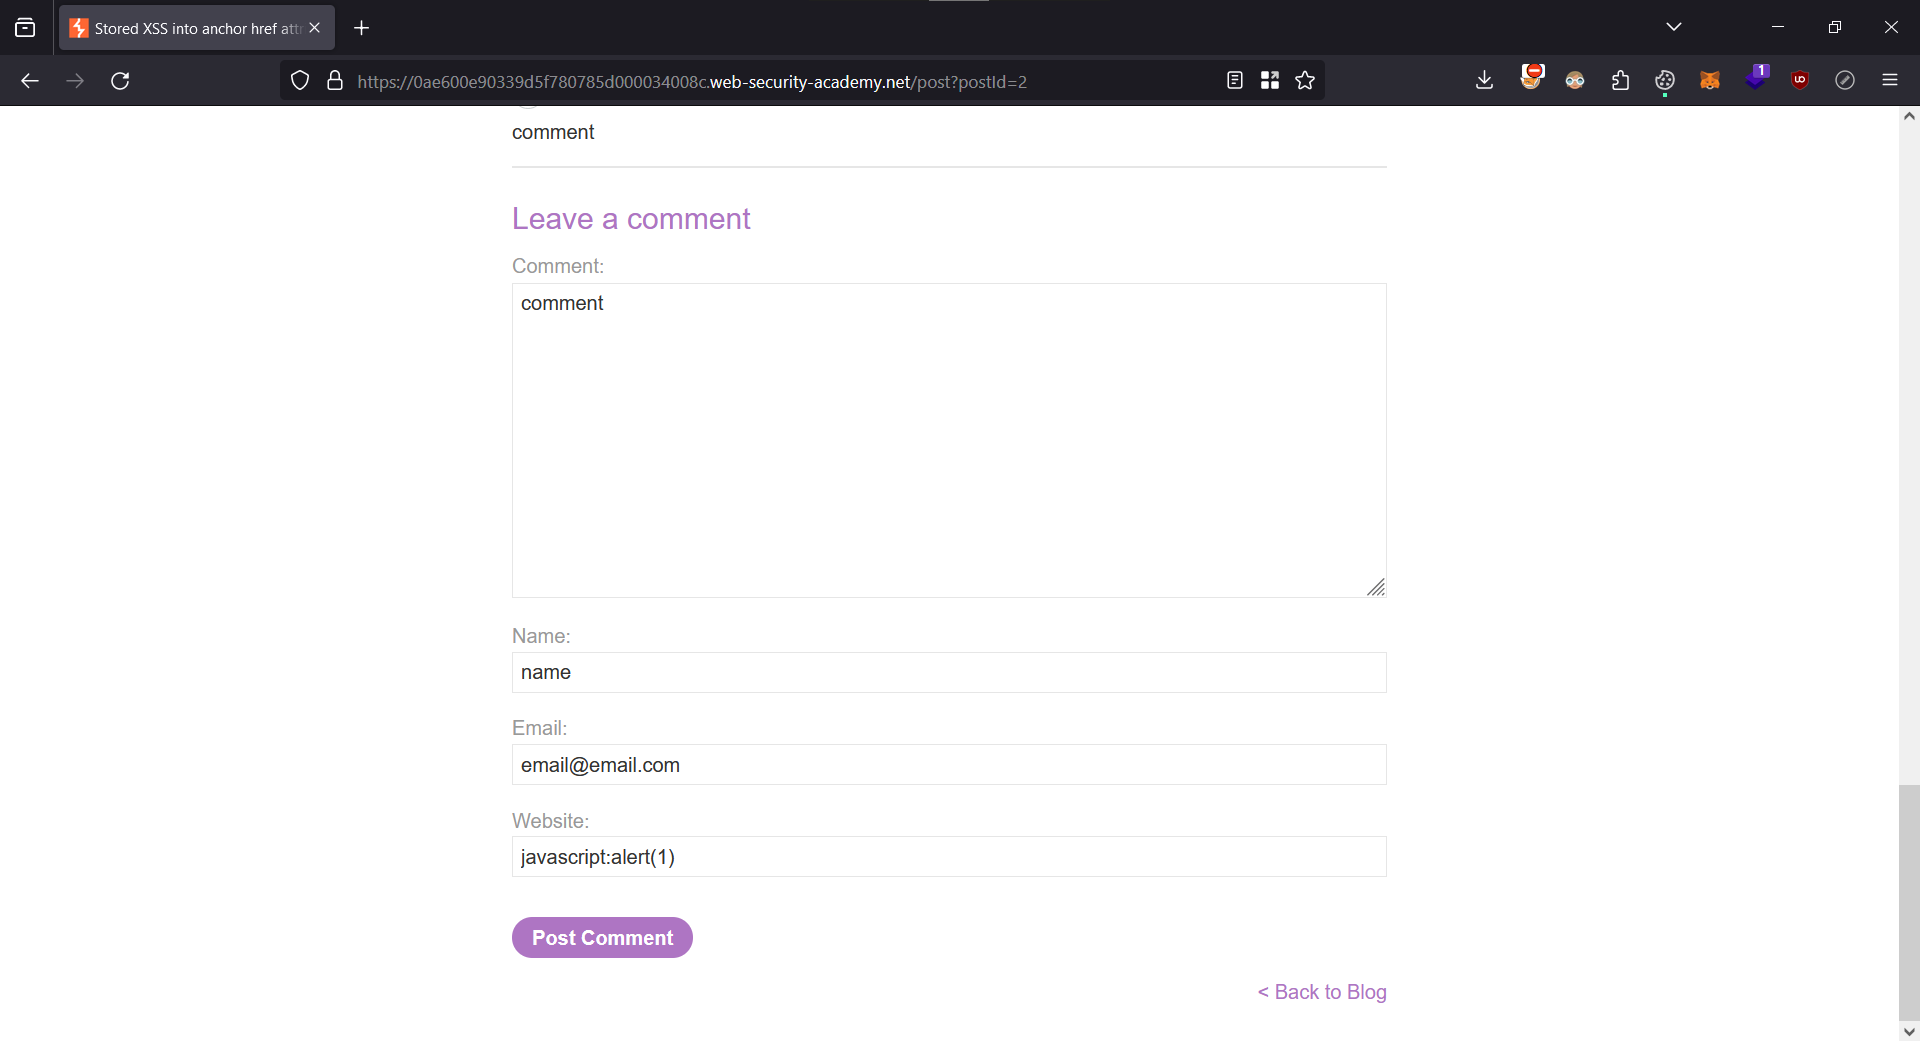 Stored XSS into anchor href attr
https://0ae600e90339d5f780785d000034008c.web-security-academy.net/post?postId=2
1
UO
comment
Leave a comment
Comment:
comment
Name:
name
Email:
email@email.com
Website:
javascript:alert(1)
Post Comment
< Back to Blog